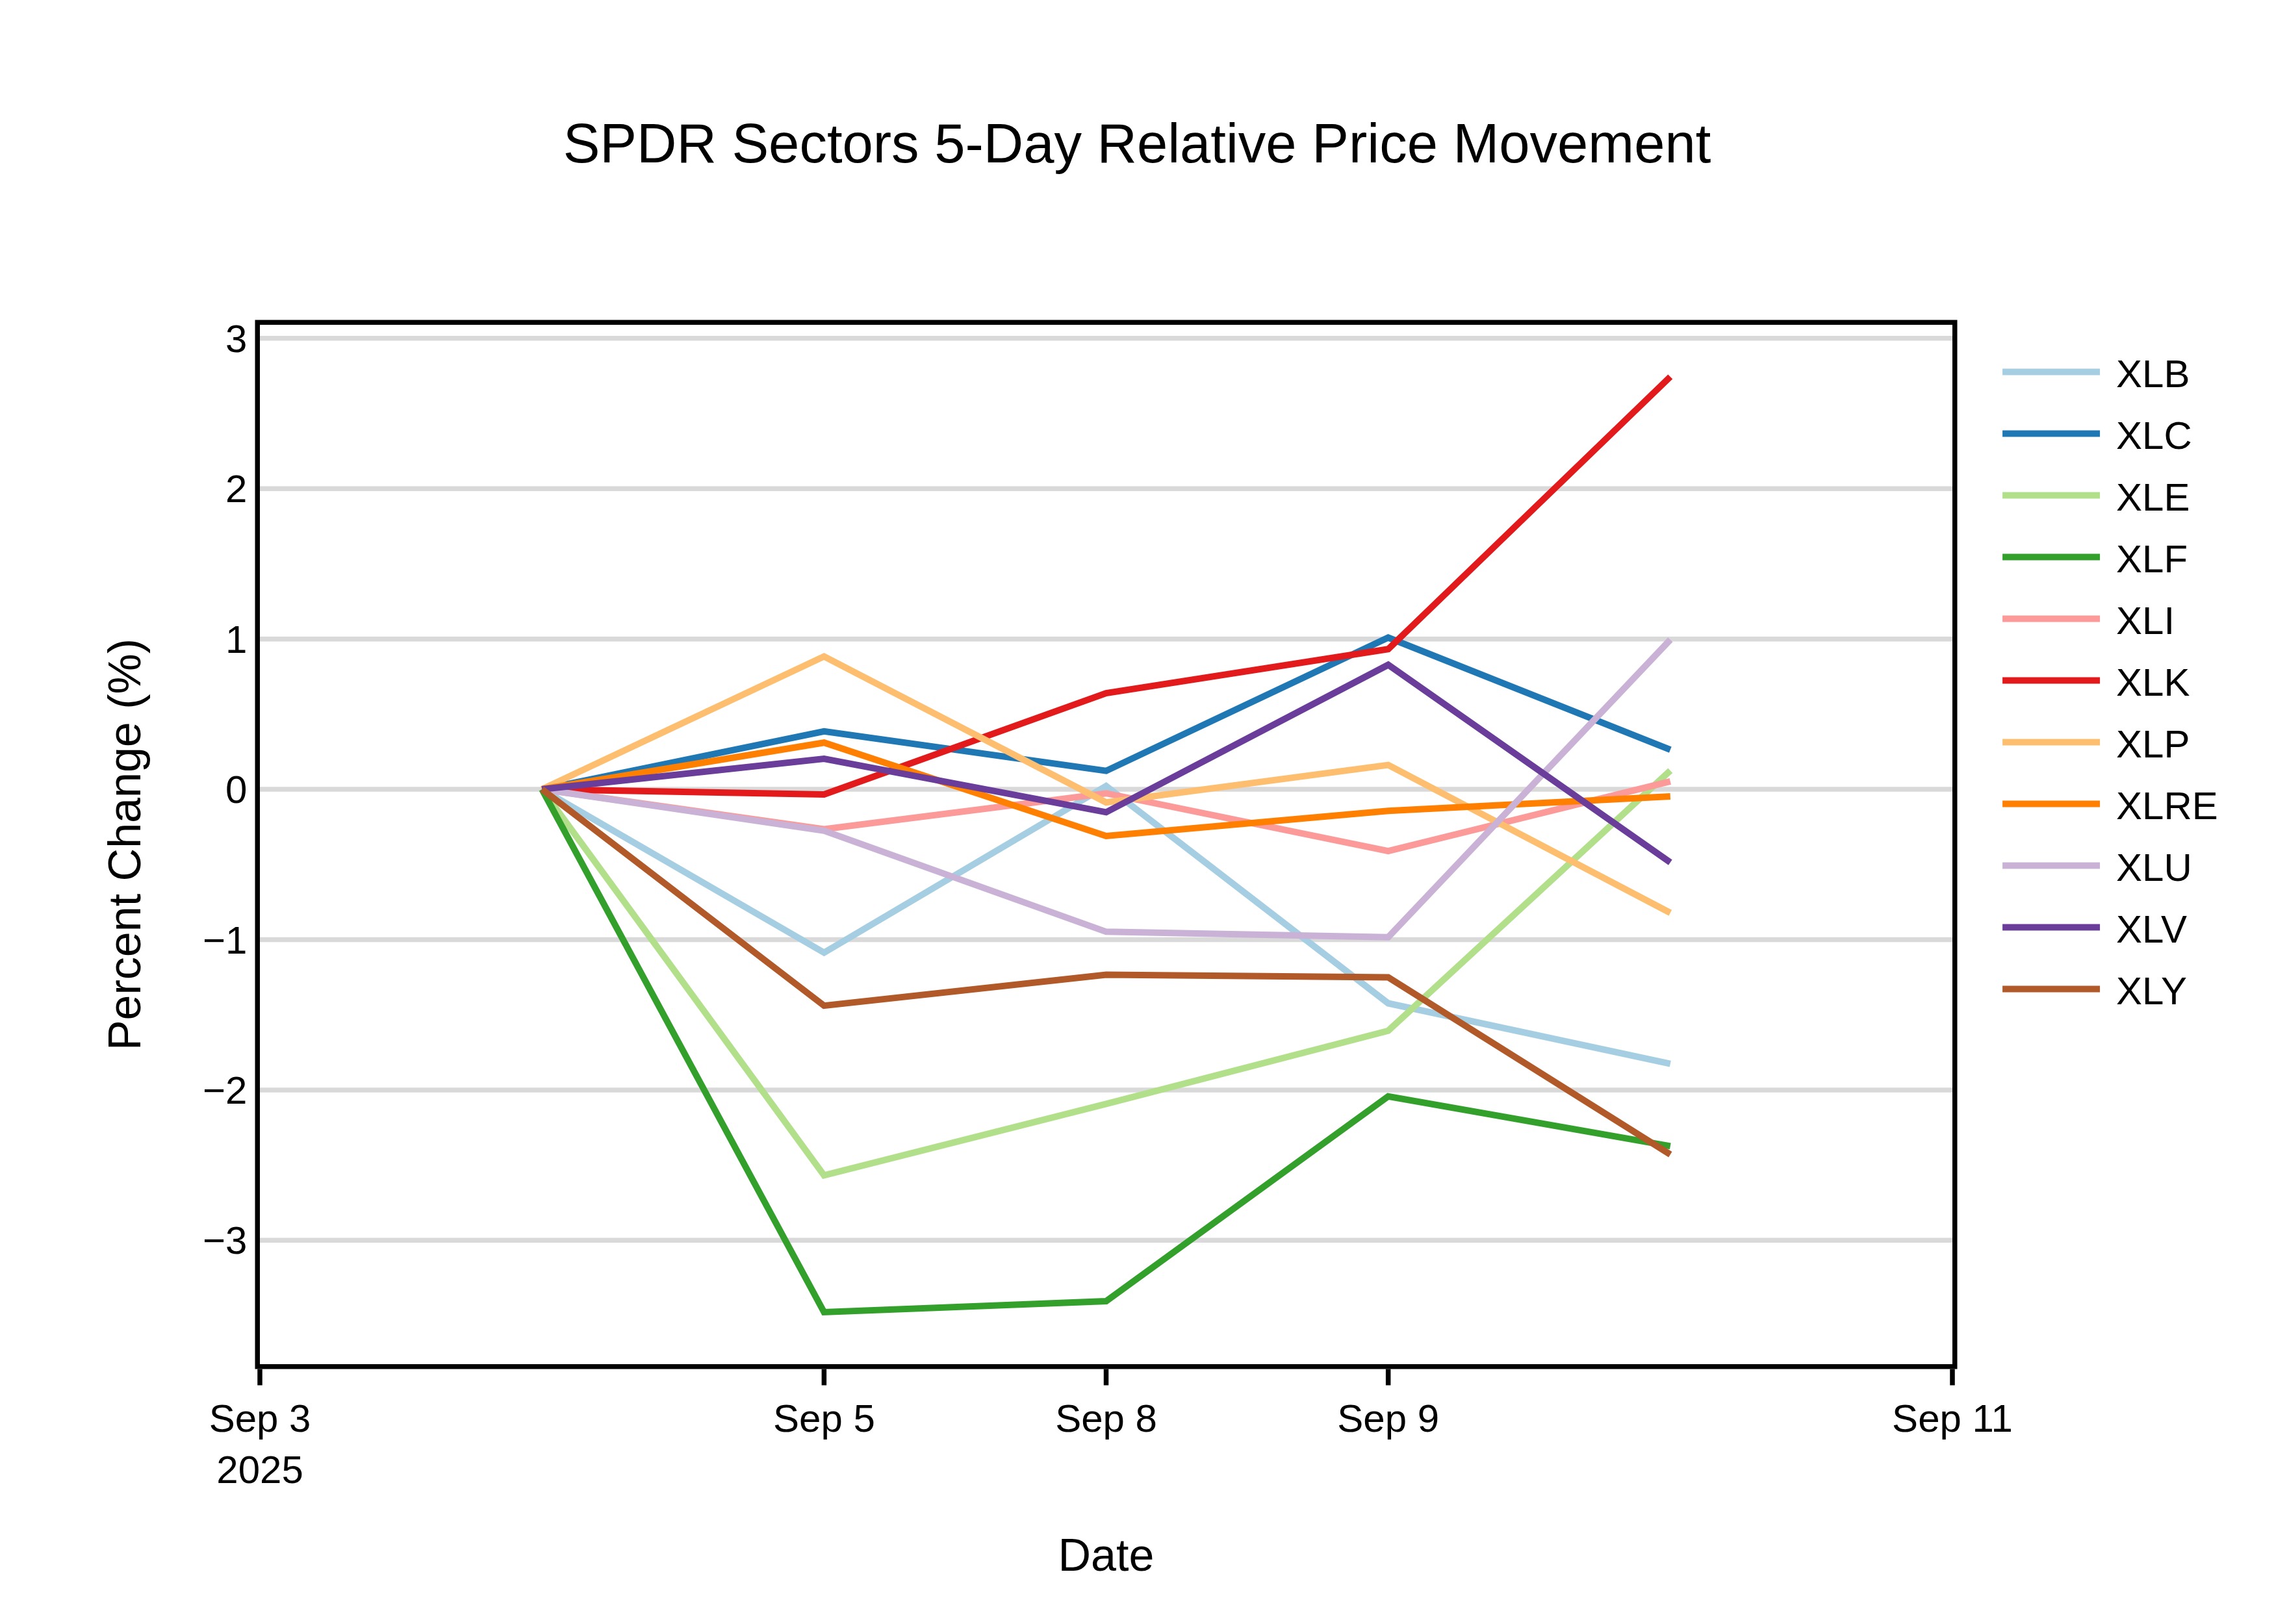 SPDR Sectors 5-Day Relative Price Movement
3
2
1
0
−1
−2
−3
Percent Change (%)
Sep 3
2025
Sep 5
Sep 8
Sep 9
Sep 11
Date
XLB
XLC
XLE
XLF
XLI
XLK
XLP
XLRE
XLU
XLV
XLY